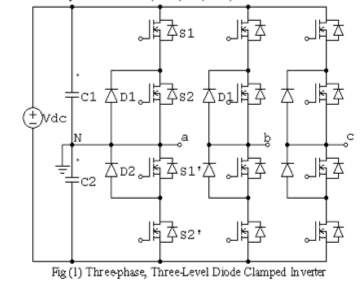 S1
C1
D1
S2
D1
Vdc
N
a
b
c
C2
D2
S1'
S2'
Fig (1) Three-phase, Three-Level Diode Clamped Inverter